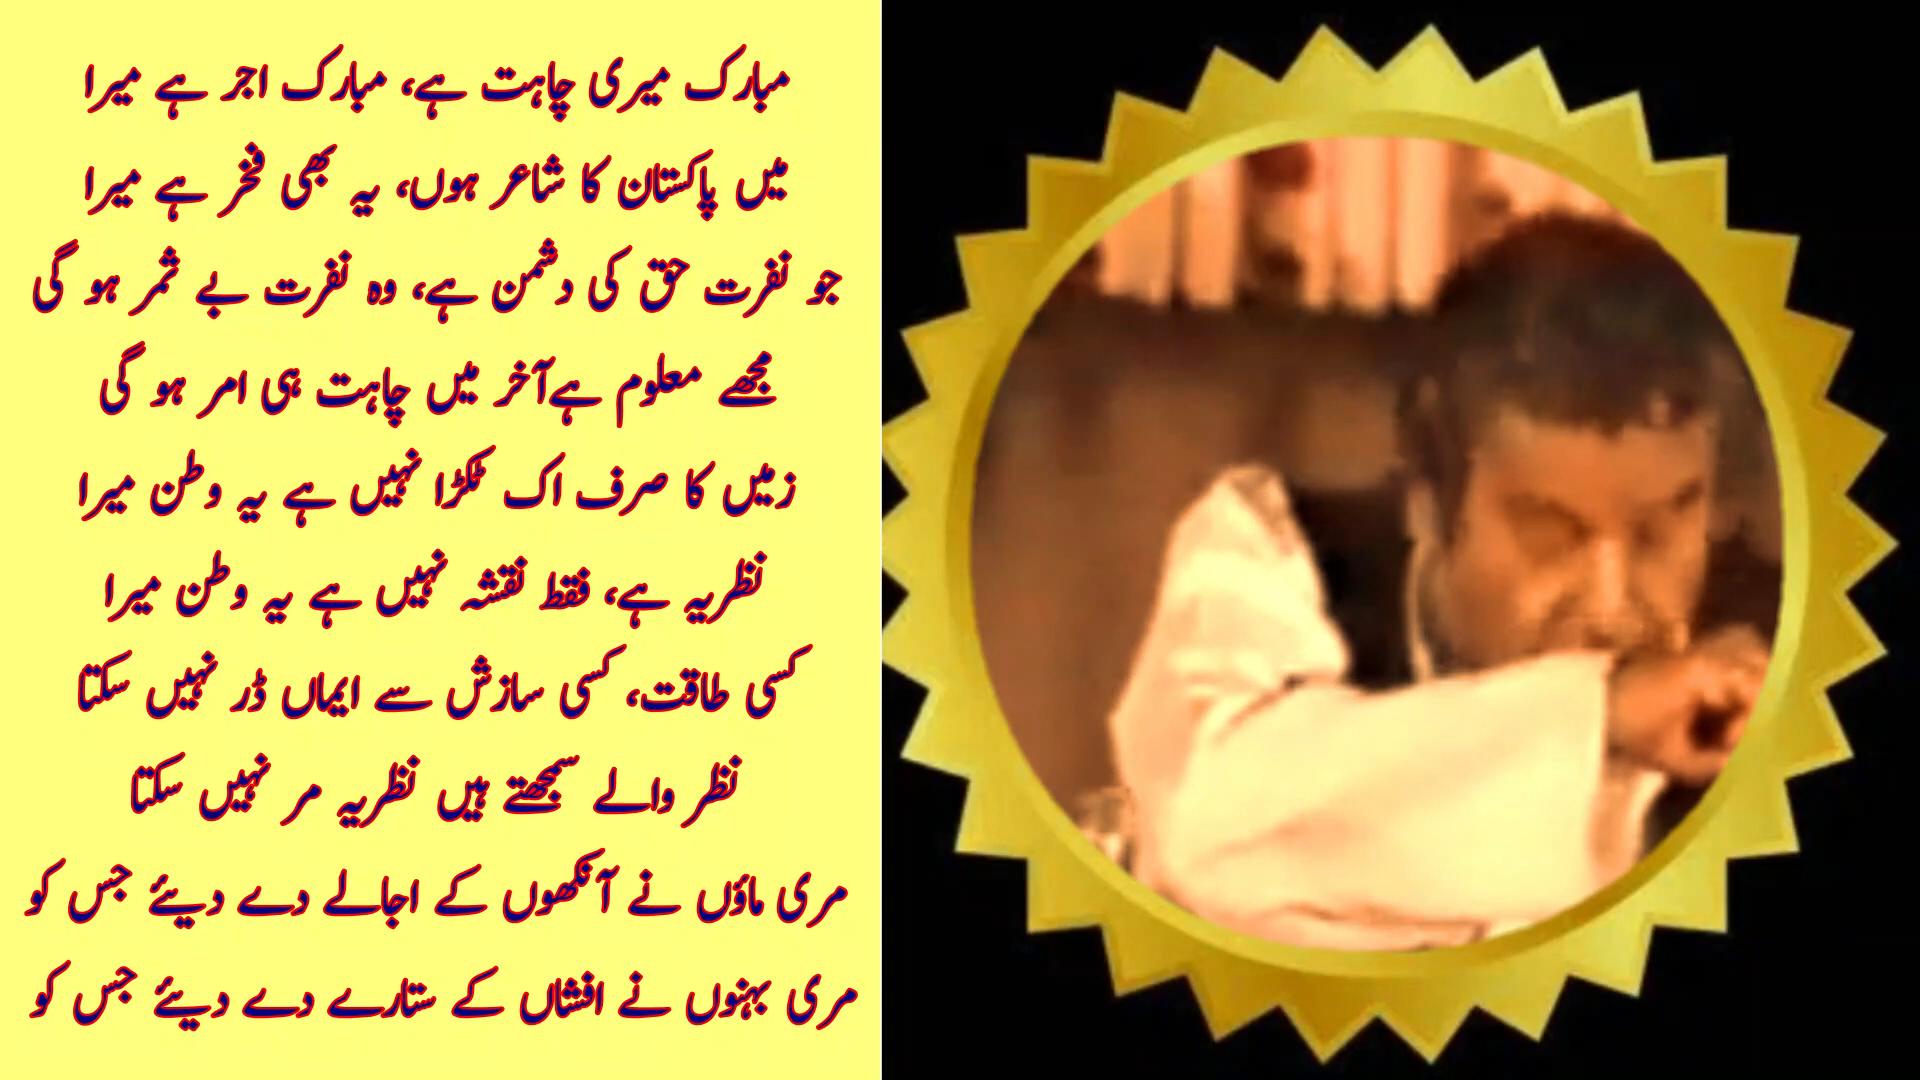 مبارک میری چاہت ہے، مبارک اجر ہے میرا
میں پاکستان کا شاعر ہوں، یہ بھی فخر ہے میرا
جو نفرت حق کی دشمن ہے، وہ نفرت بے ثمر ہو گی
مجھے معلوم ہےآخر میں چاہت ہی امر ہو گی
زمیں کا صرف اک ٹکڑا نہیں ہے یہ وطن میرا
نظریہ ہے، فقط نقشہ نہیں ہے یہ وطن میرا
کسی طاقت، کسی سازش سے ایماں ڈر نہیں سکتا
نظر والے سمجھتے ہیں نظریہ مر نہیں سکتا
مری ماؤں نے آنکھوں کے اجالے دے دیئے جس کو
مری بہنوں نے افشاں کے ستارے دے دیئے جس کو